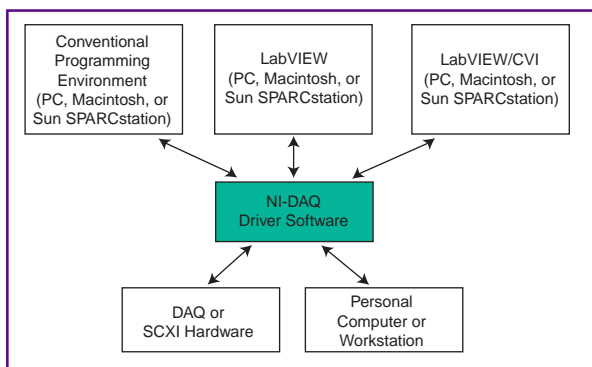 Conventional
Programming
Environment
(PC, Macintosh, or
Sun SPARCstation)
LabVIEW
(PC, Macintosh, or
Sun SPARCstation)
LabVIEW/CVI
(PC, Macintosh, or
Sun SPARCstation)
NI-DAQ
Driver Software
DAQ or
SCXI Hardware
Personal
Computer or
Workstation